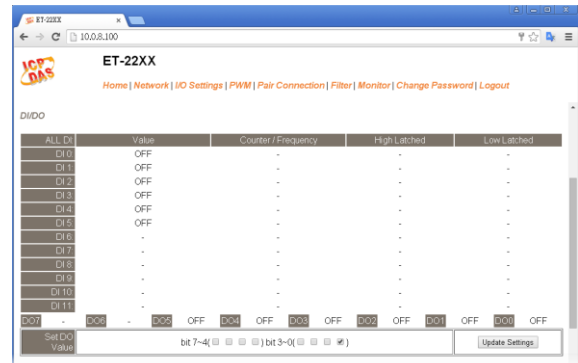 ET-22XX
10.0.8.100
ICP DAS
ET-22XX
Home | Network | I/O Settings | PWM | Pair Connection | Filter | Monitor | Change Password | Logout
DI/DO
ALL DI Value Counter / Frequency High Latched Low Latched
DI 0: OFF - - -
DI 1: OFF - - -
DI 2: OFF - - -
DI 3: OFF - - -
DI 4: OFF - - -
DI 5: OFF - - -
DI 6: - - - -
DI 7: - - - -
DI 8: - - - -
DI 9: - - - -
DI 10: - - - -
DI 11: - - - -
DO7 - DO6 - DO5 OFF DO4 OFF DO3 OFF DO2 OFF DO1 OFF DO0 OFF
Set DO Value bit 7~4( ) bit 3~0( ) Update Settings